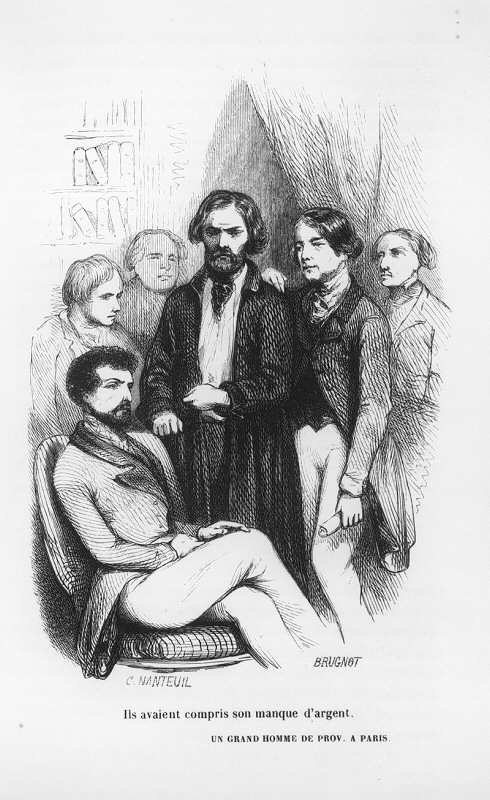 BRUGNOT
C. NANTEUIL
Ils avaient compris son manque d'argent.
UN GRAND HOMME DE PROV. A PARIS.